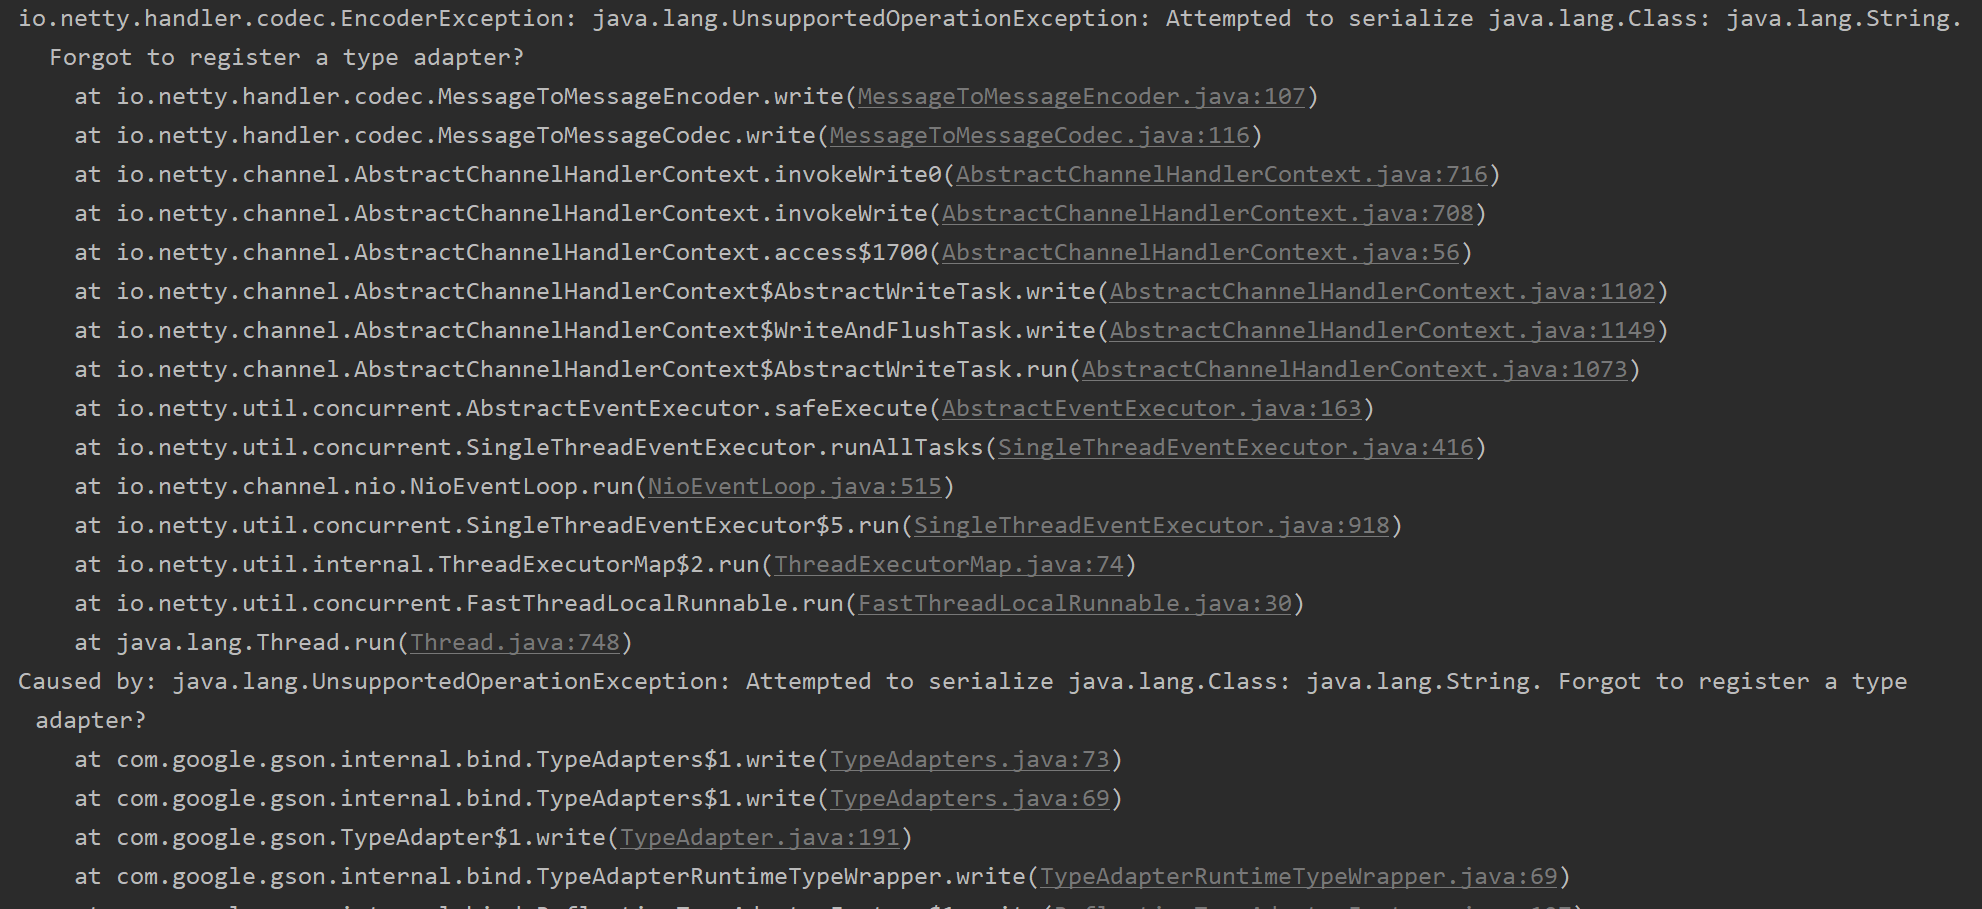 io.netty.handler.codec.EncoderException: java.lang.UnsupportedOperationException: Attempted to serialize java.lang.Class: java.lang.String.
Forgot to register a type adapter?
at io.netty.handler.codec.MessageToMessageEncoder.write(MessageToMessageEncoder.java:107)
at io.netty.handler.codec.MessageToMessageCodec.write(MessageToMessageCodec.java:116)
at io.netty.channel.AbstractChannelHandlerContext.invokeWrite0(AbstractChannelHandlerContext.java:716)
at io.netty.channel.AbstractChannelHandlerContext.invokeWrite(AbstractChannelHandlerContext.java:708)
at io.netty.channel.AbstractChannelHandlerContext.access$1700(AbstractChannelHandlerContext.java:56)
at io.netty.channel.AbstractChannelHandlerContext$AbstractWriteTask.write(AbstractChannelHandlerContext.java:1102)
at io.netty.channel.AbstractChannelHandlerContext$WriteAndFlushTask.write(AbstractChannelHandlerContext.java:1149)
at io.netty.channel.AbstractChannelHandlerContext$AbstractWriteTask.run(AbstractChannelHandlerContext.java:1073)
at io.netty.util.concurrent.AbstractEventExecutor.safeExecute(AbstractEventExecutor.java:163)
at io.netty.util.concurrent.SingleThreadEventExecutor.runAllTasks(SingleThreadEventExecutor.java:416)
at io.netty.channel.nio.NioEventLoop.run(NioEventLoop.java:515)
at io.netty.util.concurrent.SingleThreadEventExecutor$5.run(SingleThreadEventExecutor.java:918)
at io.netty.util.internal.ThreadExecutorMap$2.run(ThreadExecutorMap.java:74)
at io.netty.util.concurrent.FastThreadLocalRunnable.run(FastThreadLocalRunnable.java:30)
at java.lang.Thread.run(Thread.java:748)
Caused by: java.lang.UnsupportedOperationException: Attempted to serialize java.lang.Class: java.lang.String. Forgot to register a type
adapter?
at com.google.gson.internal.bind.TypeAdapters$1.write(TypeAdapters.java:73)
at com.google.gson.internal.bind.TypeAdapters$1.write(TypeAdapters.java:69)
at com.google.gson.TypeAdapter$1.write(TypeAdapter.java:191)
at com.google.gson.internal.bind.TypeAdapterRuntimeTypeWrapper.write(TypeAdapterRuntimeTypeWrapper.java:69)